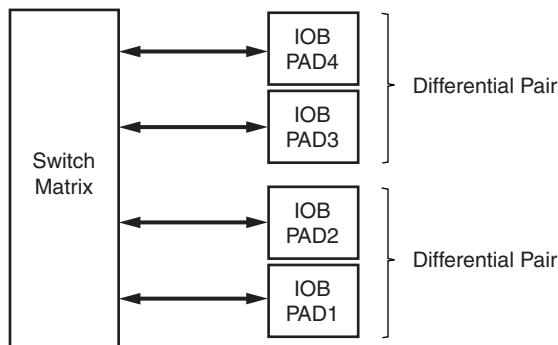 IOB
PAD4
IOB
PAD3
Differential Pair
Switch
Matrix
IOB
PAD2
IOB
PAD1
Differential Pair